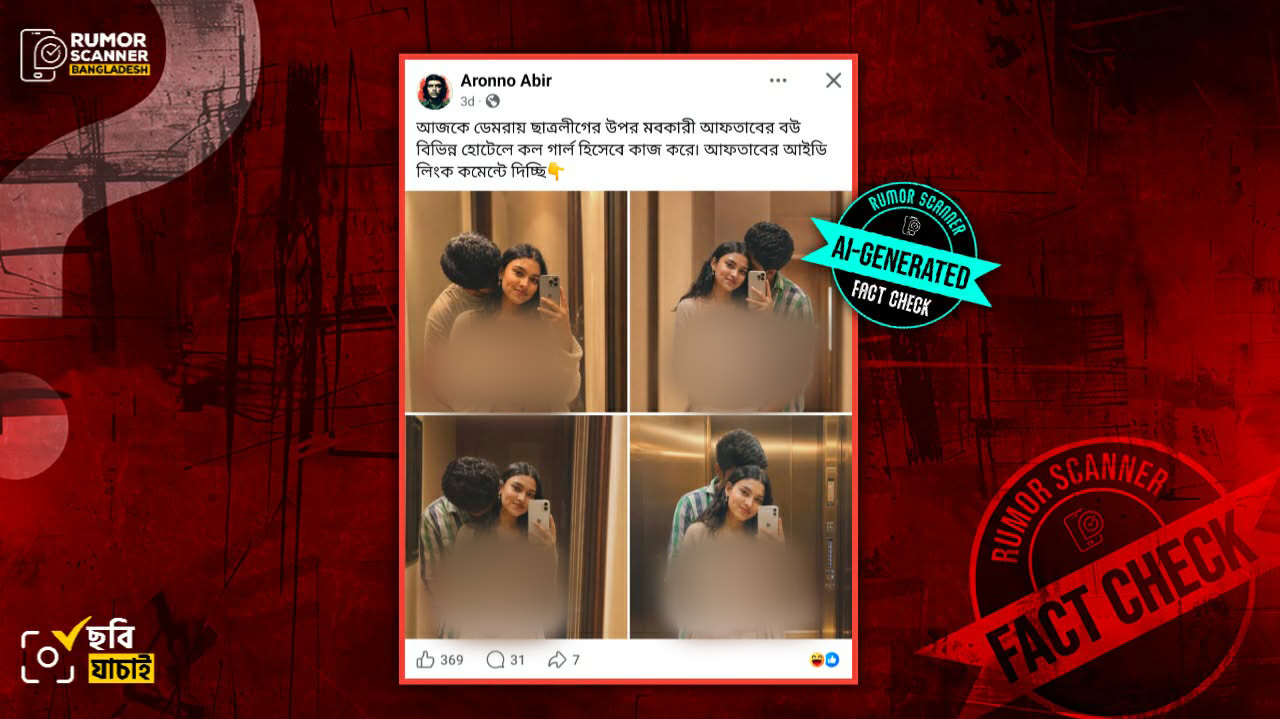 RUMOR
SCANNER
BANGLADESH
Aronno Abir
3d
আজকে ডেমরায় ছাত্রলীগের উপর মবকারী আফতাবের বউ
বিভিন্ন হোটেলে কল গার্ল হিসেবে কাজ করে। আফতাবের আইডি
লিংক কমেন্টে দিচ্ছি👇
RUMOR SCANNER
AI-GENERATED
FACT CHECK
369
31
7
RUMOR SCANNER
FACT CHECK
ছবি
যাচাই